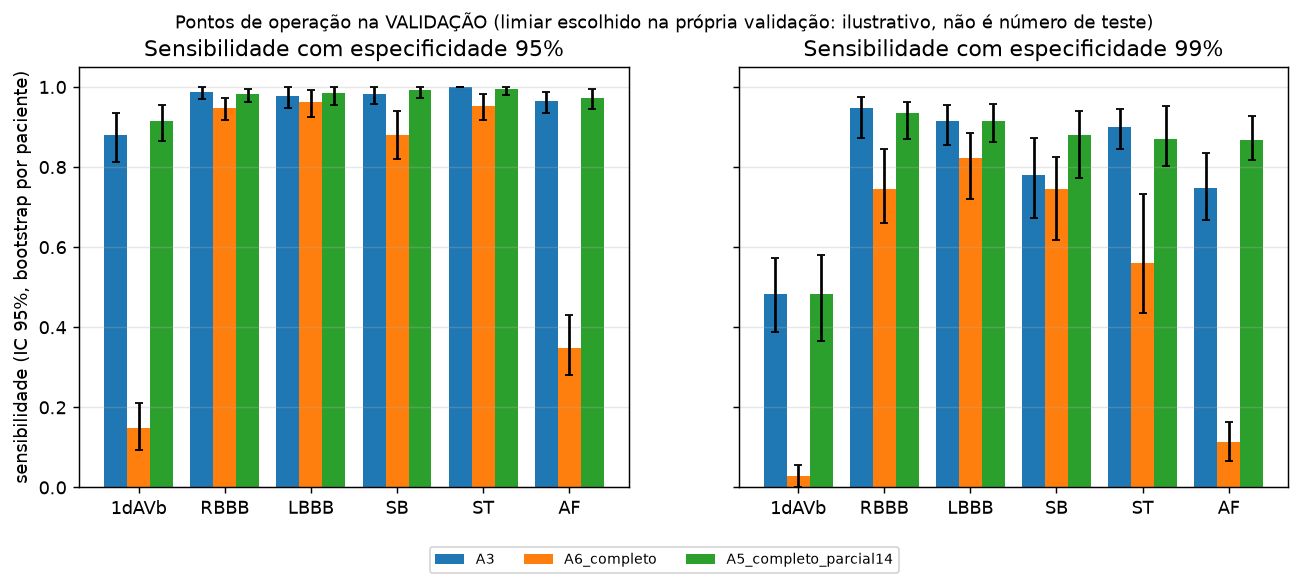 Pontos de operação na VALIDAÇÃO (limiar escolhido na própria validação: ilustrativo, não é número de teste)
Sensibilidade com especificidade 95%
Sensibilidade com especificidade 99%
sensibilidade (IC 95%, bootstrap por paciente)
1.0
0.8
0.6
0.4
0.2
0.0
1dAVb RBBB LBBB SB ST AF
1dAVb RBBB LBBB SB ST AF
A3 A6_completo A5_completo_parcial14